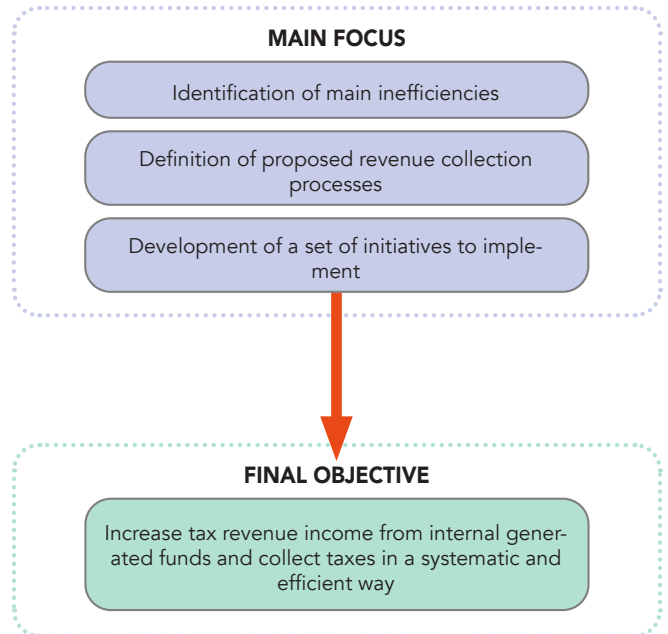 MAIN FOCUS
Identification of main inefficiencies
Definition of proposed revenue collection
processes
Development of a set of initiatives to imple-
ment
FINAL OBJECTIVE
Increase tax revenue income from internal gener-
ated funds and collect taxes in a systematic and
efficient way